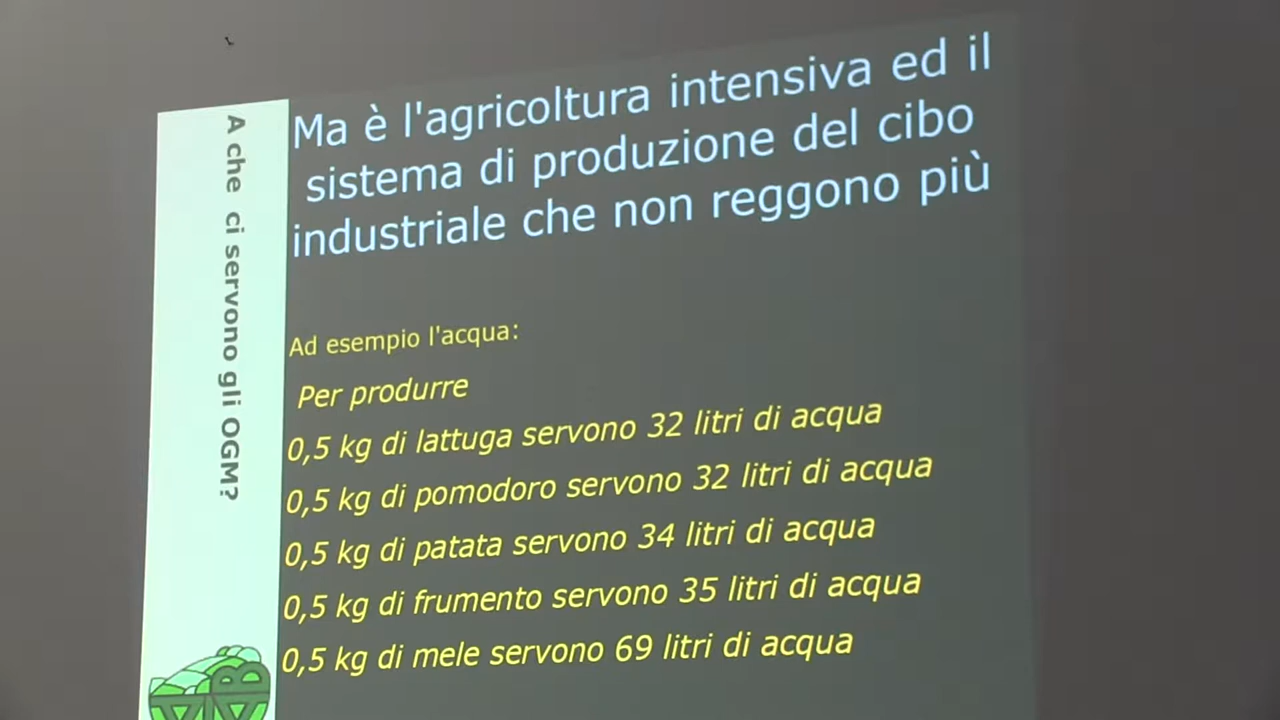 A che ci servono gli OGM?
Ma è l'agricoltura intensiva ed il
sistema di produzione del cibo
industriale che non reggono più
Ad esempio l'acqua:
Per produrre
0,5 kg di lattuga servono 32 litri di acqua
0,5 kg di pomodoro servono 32 litri di acqua
0,5 kg di patata servono 34 litri di acqua
0,5 kg di frumento servono 35 litri di acqua
0,5 kg di mele servono 69 litri di acqua